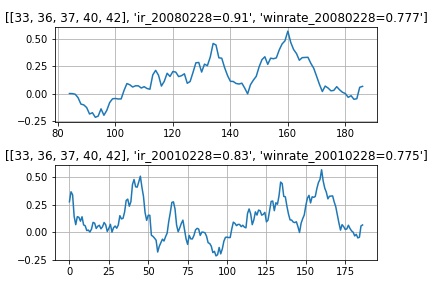 [[33, 36, 37, 40, 42], 'ir_20080228=0.91', 'winrate_20080228=0.777']
0.50
0.25
0.00
−0.25
80 100 120 140 160 180
[[33, 36, 37, 40, 42], 'ir_20010228=0.83', 'winrate_20010228=0.775']
0.50
0.25
0.00
−0.25
0 25 50 75 100 125 150 175